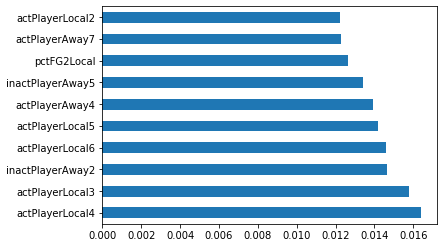 actPlayerLocal2
actPlayerAway7
pctFG2Local
inactPlayerAway5
actPlayerAway4
actPlayerLocal5
actPlayerLocal6
inactPlayerAway2
actPlayerLocal3
actPlayerLocal4
0.000 0.002 0.004 0.006 0.008 0.010 0.012 0.014 0.016